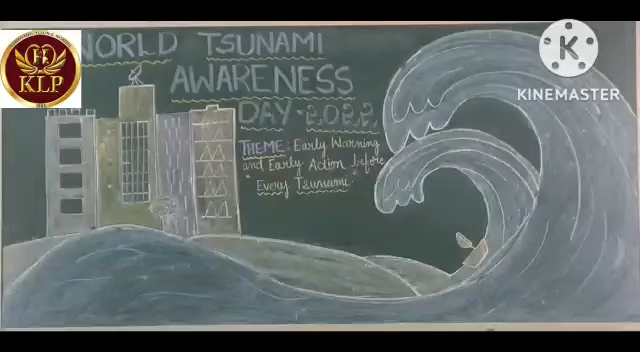 WORLD TSUNAMI
AWARENESS
DAY-2022
THEME: Early Warning
and Early Action before
"Every Tsunami."
KLP
KINEMASTER